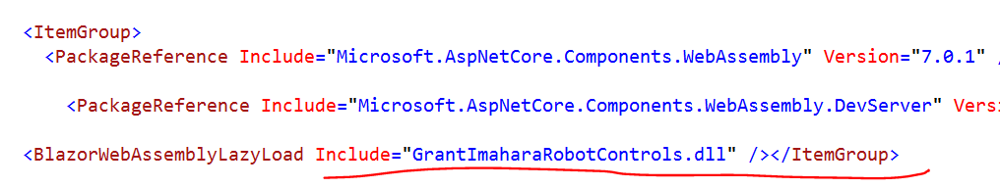 <ItemGroup>
<PackageReference Include="Microsoft.AspNetCore.Components.WebAssembly" Version="7.0.1" /
<PackageReference Include="Microsoft.AspNetCore.Components.WebAssembly.DevServer" Versi
<BlazorWebAssemblyLazyLoad Include="GrantImaharaRobotControls.dll" /></ItemGroup>